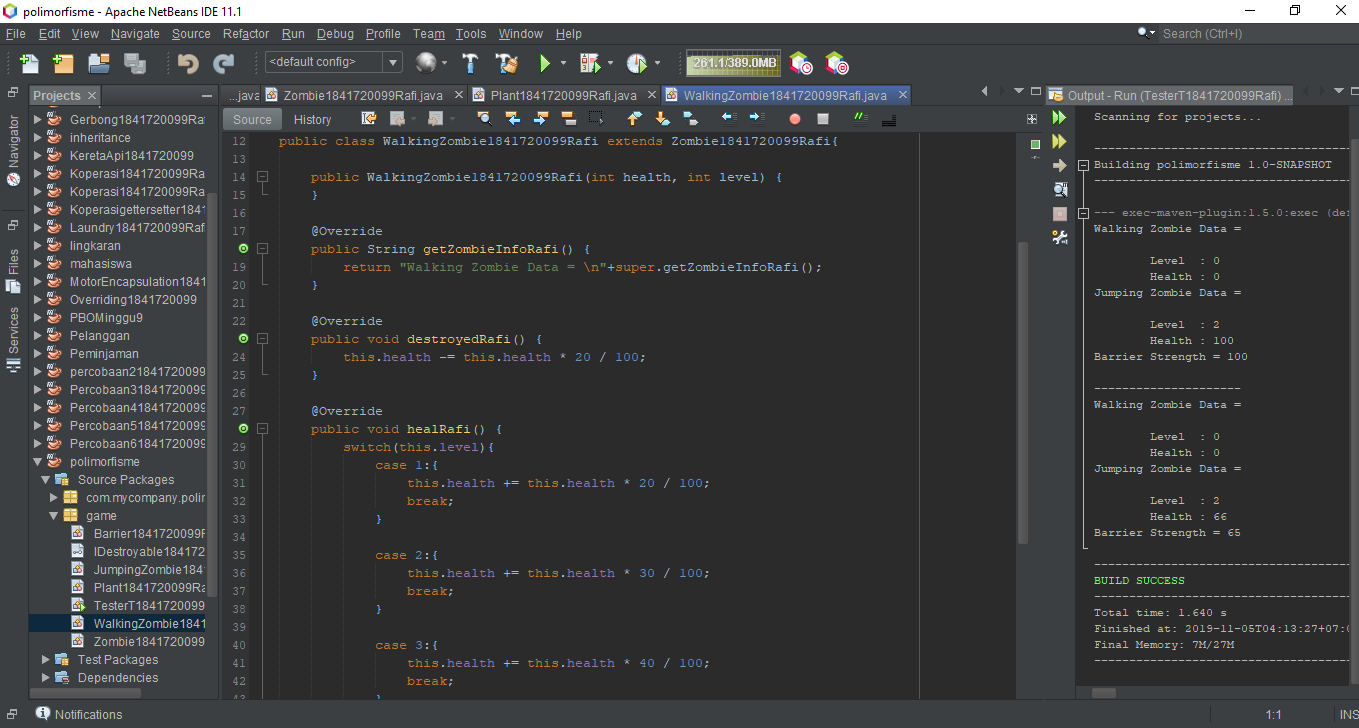 polimorfisme - Apache NetBeans IDE 11.1
File Edit View Navigate Source Refactor Run Debug Profile Team Tools Window Help
Search (Ctrl+I)
<default config>
261.1/389.0MB
Projects
Navigator
Files
Services
Gerbong1841720099Ra
inheritance
KeretaApi1841720099
Koperasi1841720099Ra
Koperasi1841720099Ra
Koperasigettersetter1841
Laundry1841720099Raf
lingkaran
mahasiswa
MotorEncapsulation1841
Overriding1841720099
PBOMinggu9
Pelanggan
Peminjaman
percobaan21841720099
Percobaan31841720099
Percobaan41841720099
Percobaan51841720099
Percobaan61841720099
polimorfisme
Source Packages
com.mycompany.polir
game
Barrier1841720099F
IDestroyable184172
JumpingZombie184
Plant1841720099Ra
TesterT1841720099
WalkingZombie1841
Zombie1841720099
Test Packages
Dependencies
...java
Zombie1841720099Rafi.java
Plant1841720099Rafi.java
WalkingZombie1841720099Rafi.java
Source History
12 public class WalkingZombie1841720099Rafi extends Zombie1841720099Rafi{
13
14 public WalkingZombie1841720099Rafi(int health, int level) {
15 }
16
17 @Override
public String getZombieInfoRafi() {
19 return "Walking Zombie Data = \n"+super.getZombieInfoRafi();
20 }
21
22 @Override
public void destroyedRafi() {
24 this.health -= this.health * 20 / 100;
25 }
26
27 @Override
public void healRafi() {
29 switch(this.level){
30 case 1:{
31 this.health += this.health * 20 / 100;
32 break;
33 }
34
35 case 2:{
36 this.health += this.health * 30 / 100;
37 break;
38 }
39
40 case 3:{
41 this.health += this.health * 40 / 100;
42 break;
43 }
Output - Run (TesterT1841720099Rafi) ...
Scanning for projects...
------------------------------------
Building polimorfisme 1.0-SNAPSHOT
------------------------------------
--- exec-maven-plugin:1.5.0:exec (de
Walking Zombie Data =
Level : 0
Health : 0
Jumping Zombie Data =
Level : 2
Health : 100
Barrier Strength = 100
---------------------
Walking Zombie Data =
Level : 0
Health : 0
Jumping Zombie Data =
Level : 2
Health : 66
Barrier Strength = 65
------------------------------------
BUILD SUCCESS
------------------------------------
Total time: 1.640 s
Finished at: 2019-11-05T04:13:27+07:0
Final Memory: 7M/27M
------------------------------------
Notifications
1:1
INS